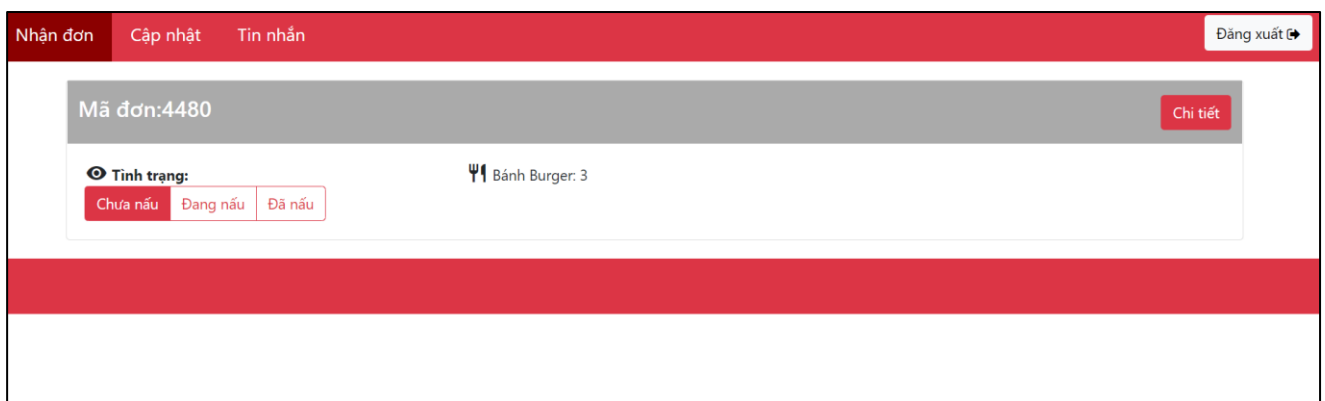 Nhận đơn Cập nhật Tin nhắn Đăng xuất
Mã đơn:4480 Chi tiết
Tình trạng: Bánh Burger: 3
Chưa nấu Đang nấu Đã nấu